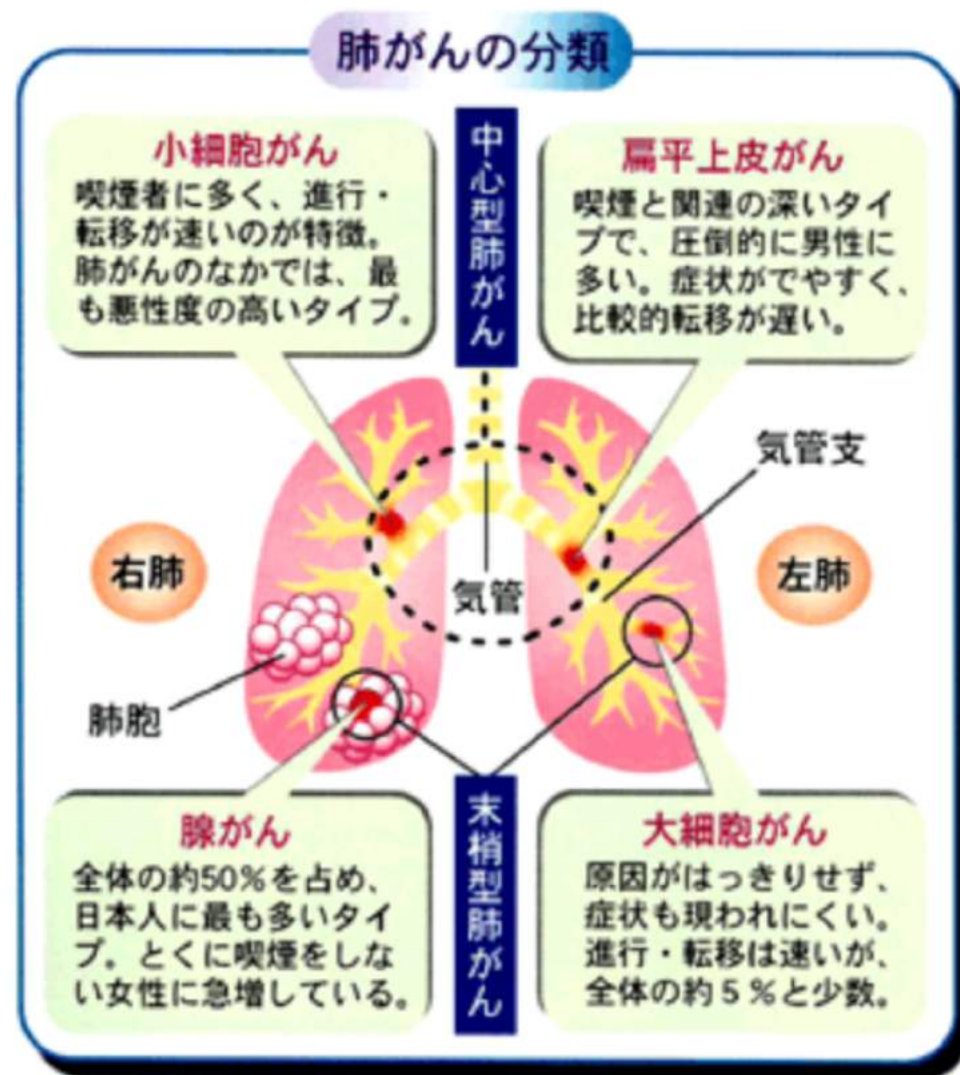 肺がんの分類
中心型肺がん
小細胞がん
喫煙者に多く、進行・
転移が速いのが特徴。
肺がんのなかでは、最
も悪性度の高いタイプ。
扁平上皮がん
喫煙と関連の深いタイ
プで、圧倒的に男性に
多い。症状がでやすく、
比較的転移が遅い。
気管支
右肺
気管
左肺
肺胞
末梢型肺がん
腺がん
全体の約50%を占め、
日本人に最も多いタイ
プ。とくに喫煙をしな
い女性に急増している。
大細胞がん
原因がはっきりせず、
症状も現われにくい。
進行・転移は速いが、
全体の約5%と少数。